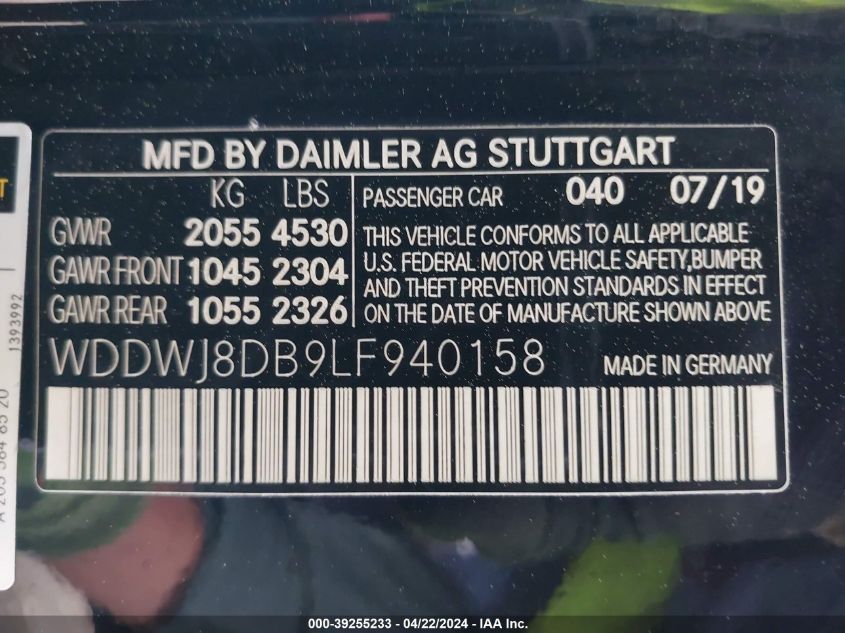 MFD BY DAIMLER AG STUTTGART
KG LBS
GVWR 2055 4530
GAWR FRONT 1045 2304
GAWR REAR 1055 2326
PASSENGER CAR 040 07/19
THIS VEHICLE CONFORMS TO ALL APPLICABLE
U.S. FEDERAL MOTOR VEHICLE SAFETY,BUMPER
AND THEFT PREVENTION STANDARDS IN EFFECT
ON THE DATE OF MANUFACTURE SHOWN ABOVE
WDDWJ8DB9LF940158 MADE IN GERMANY
1393992
000-39255233 - 04/22/2024 - IAA Inc.